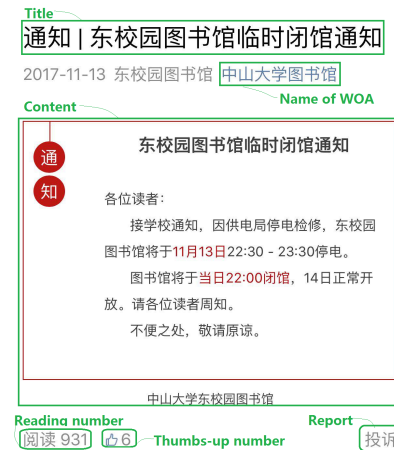 Title
通知 | 东校园图书馆临时闭馆通知
2017-11-13 东校园图书馆 中山大学图书馆
Name of WOA
Content
通知
东校园图书馆临时闭馆通知
各位读者：
接学校通知，因供电局停电检修，东校园
图书馆将于11月13日22:30 - 23:30停电。
图书馆将于当日22:00闭馆，14日正常开
放。请各位读者周知。
不便之处，敬请原谅。
中山大学东校园图书馆
Reading number
Report
阅读 931 6 Thumbs-up number 投诉